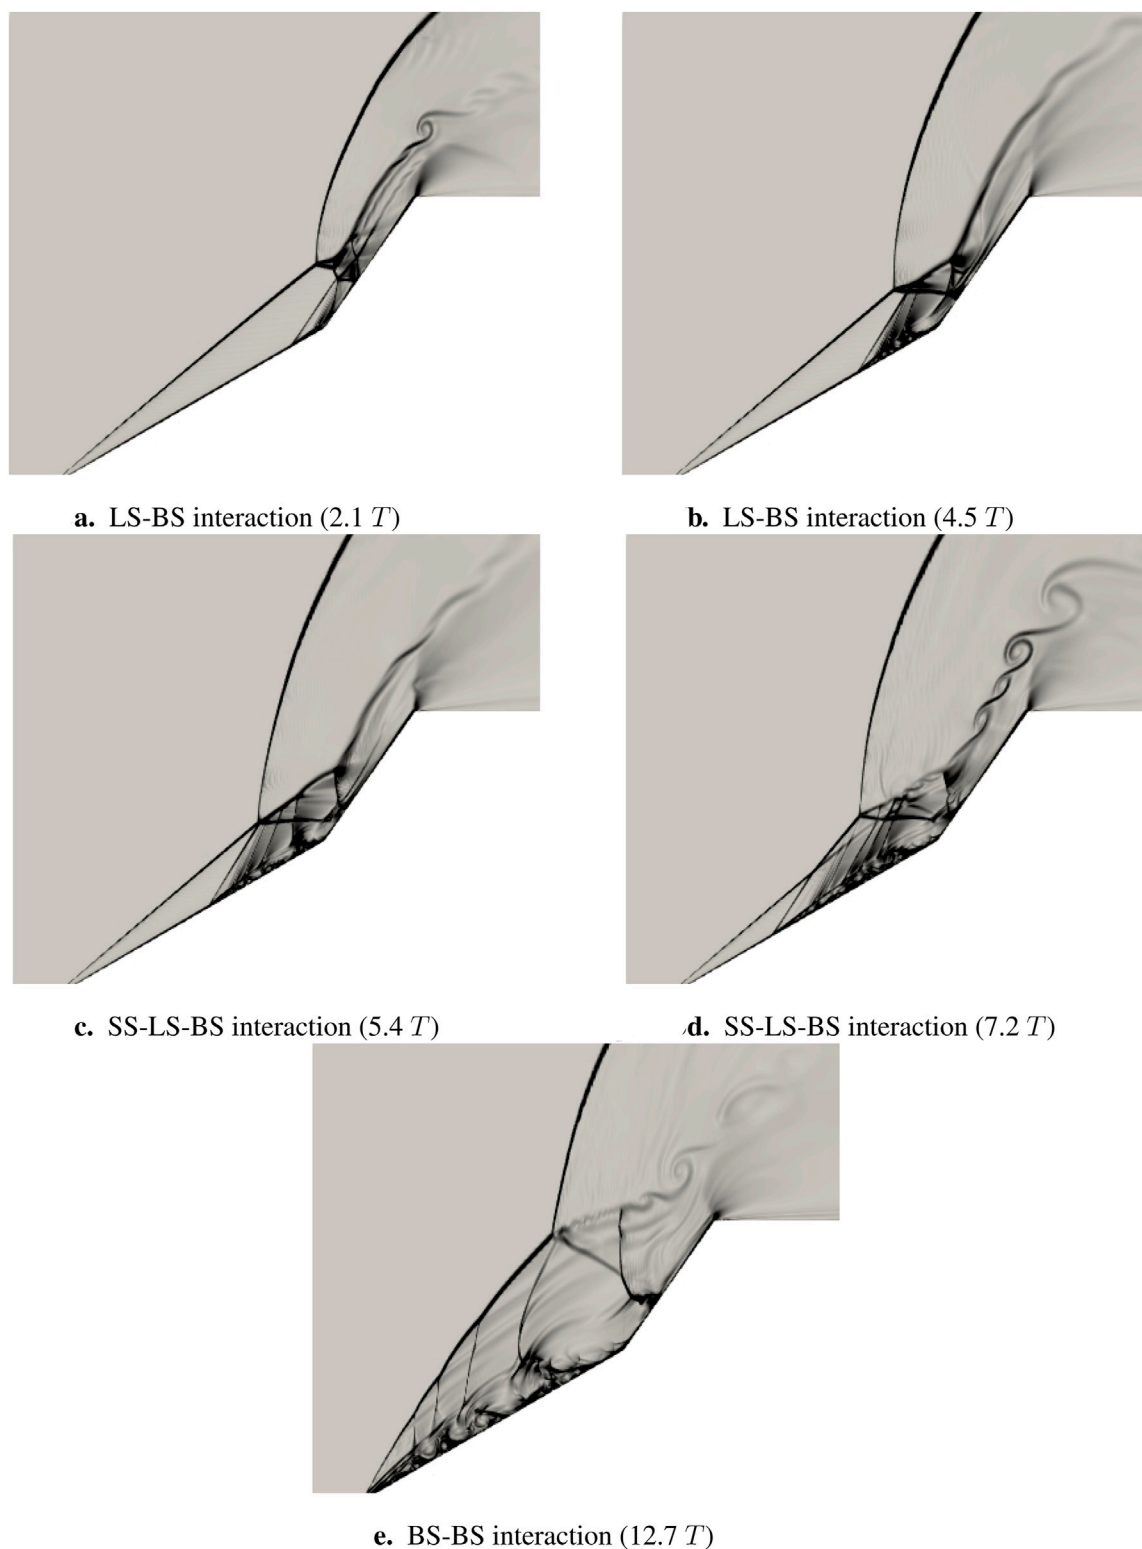 a. LS-BS interaction (2.1 T)
b. LS-BS interaction (4.5 T)
c. SS-LS-BS interaction (5.4 T)
d. SS-LS-BS interaction (7.2 T)
e. BS-BS interaction (12.7 T)